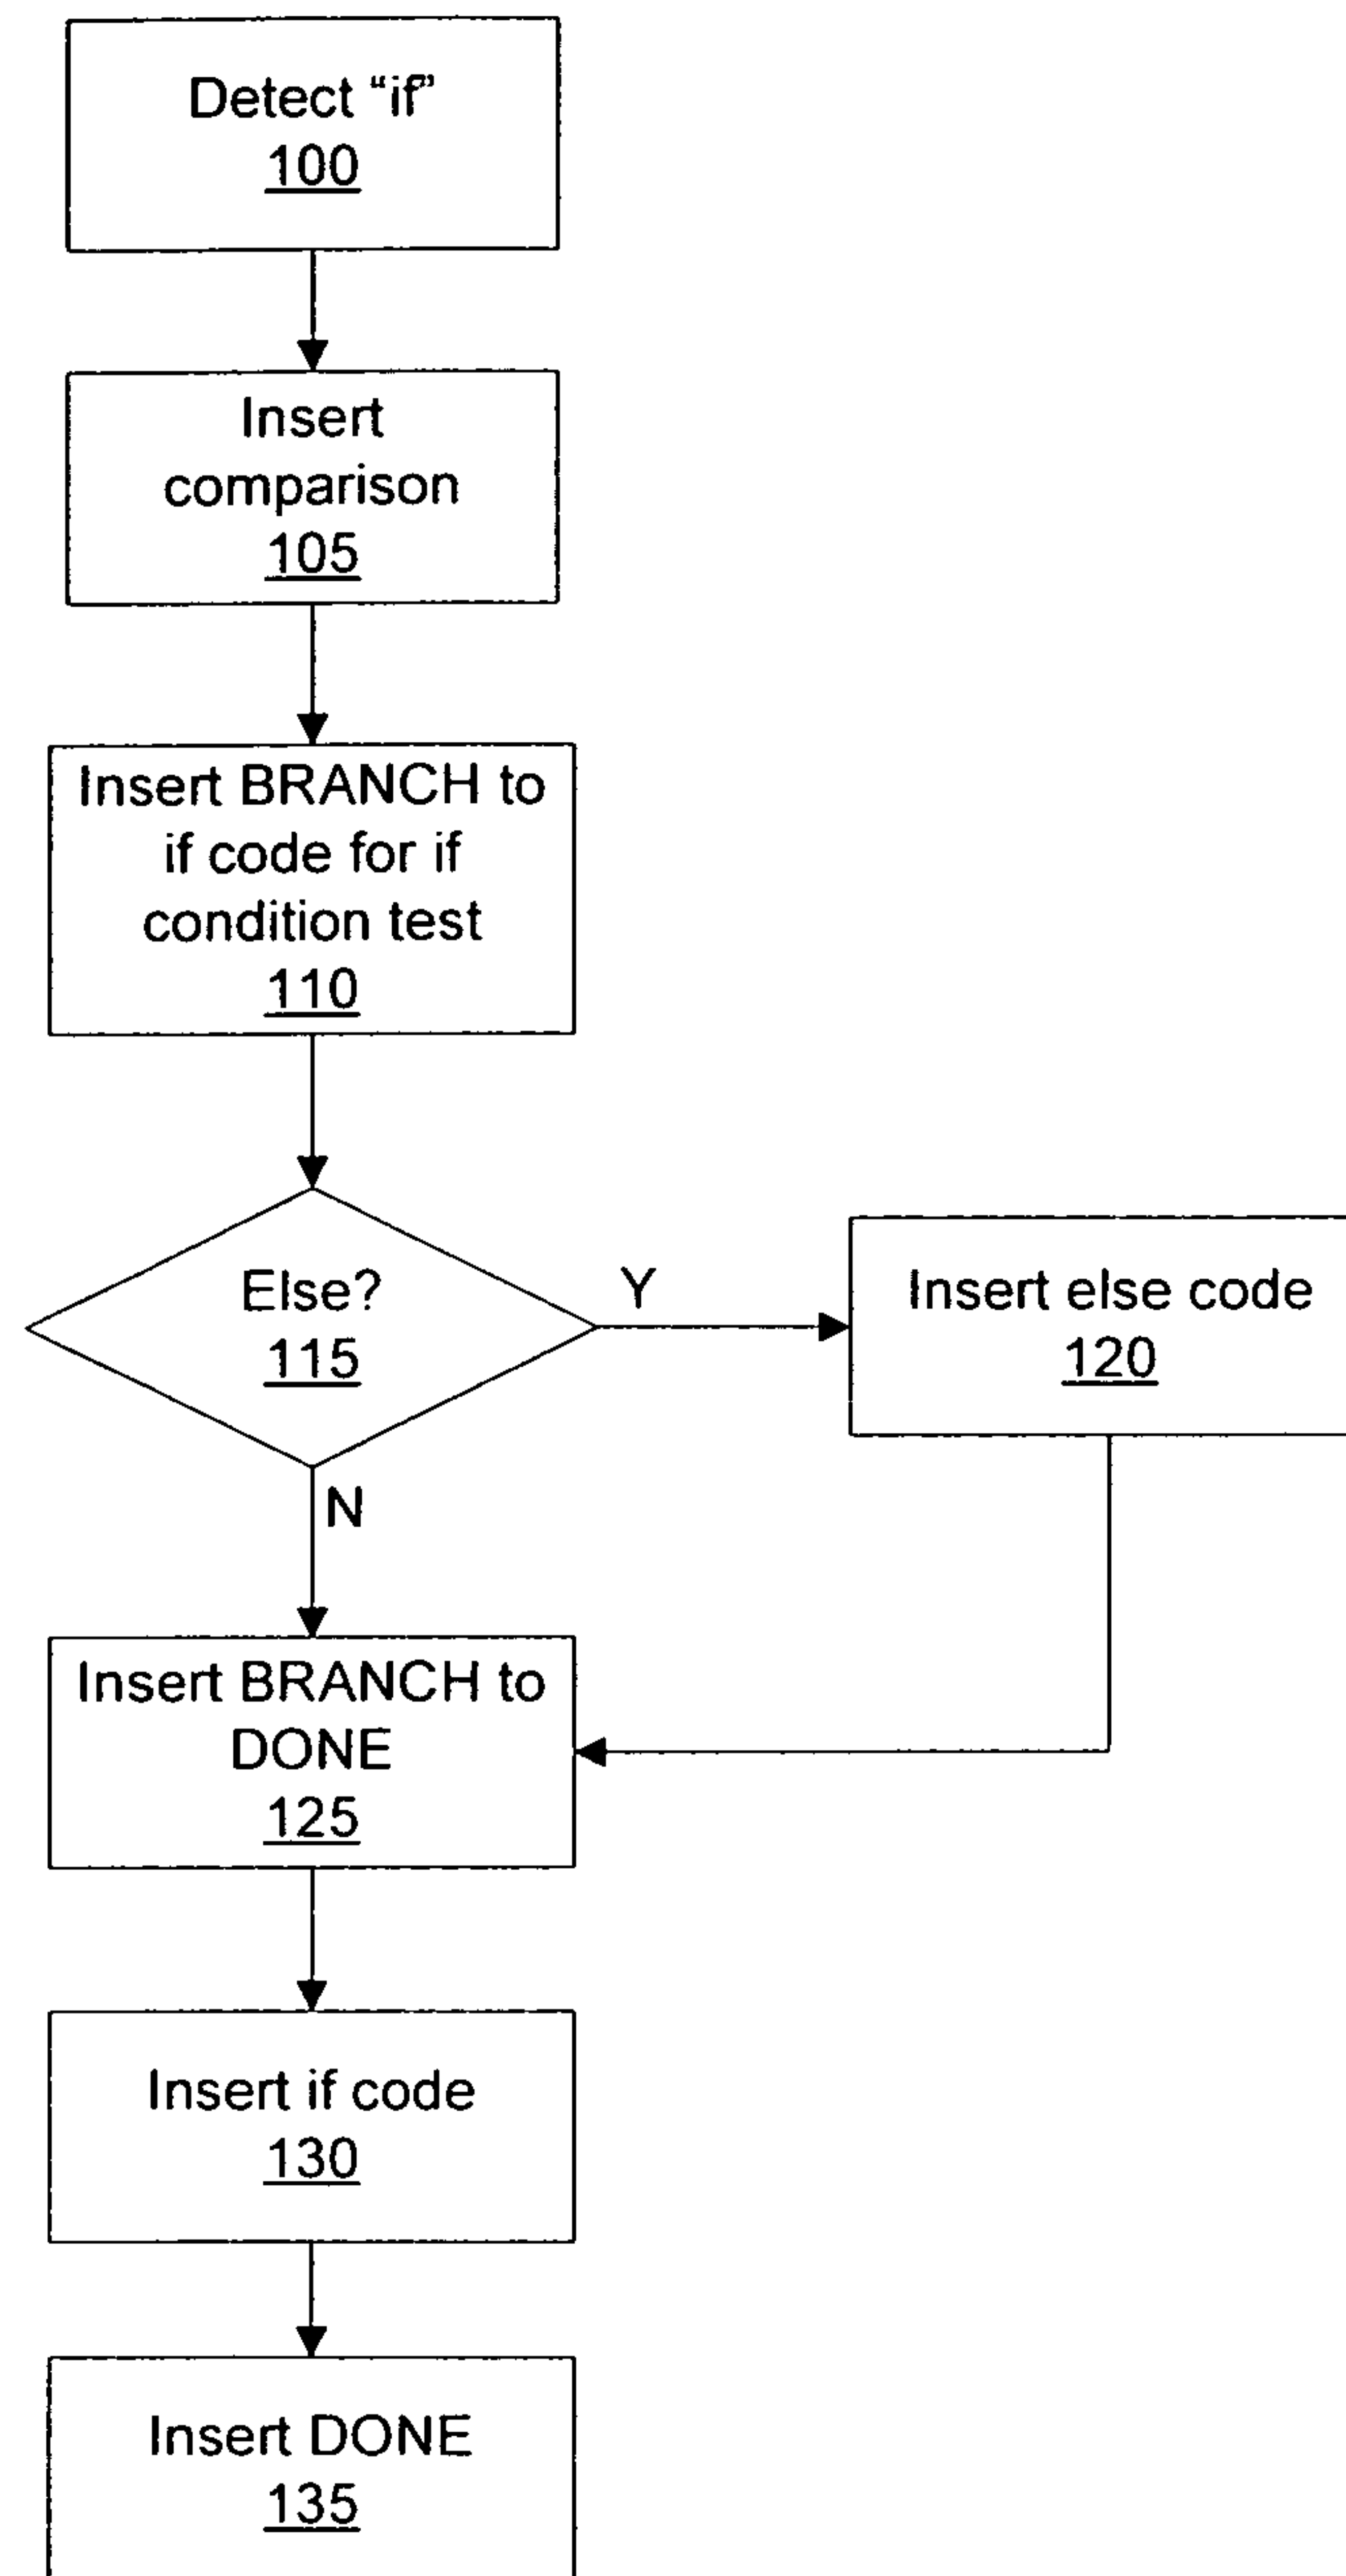 Detect “if”
100
Insert
comparison
105
Insert BRANCH to
if code for if
condition test
110
Else?
115
Y
Insert else code
120
N
Insert BRANCH to
DONE
125
Insert if code
130
Insert DONE
135